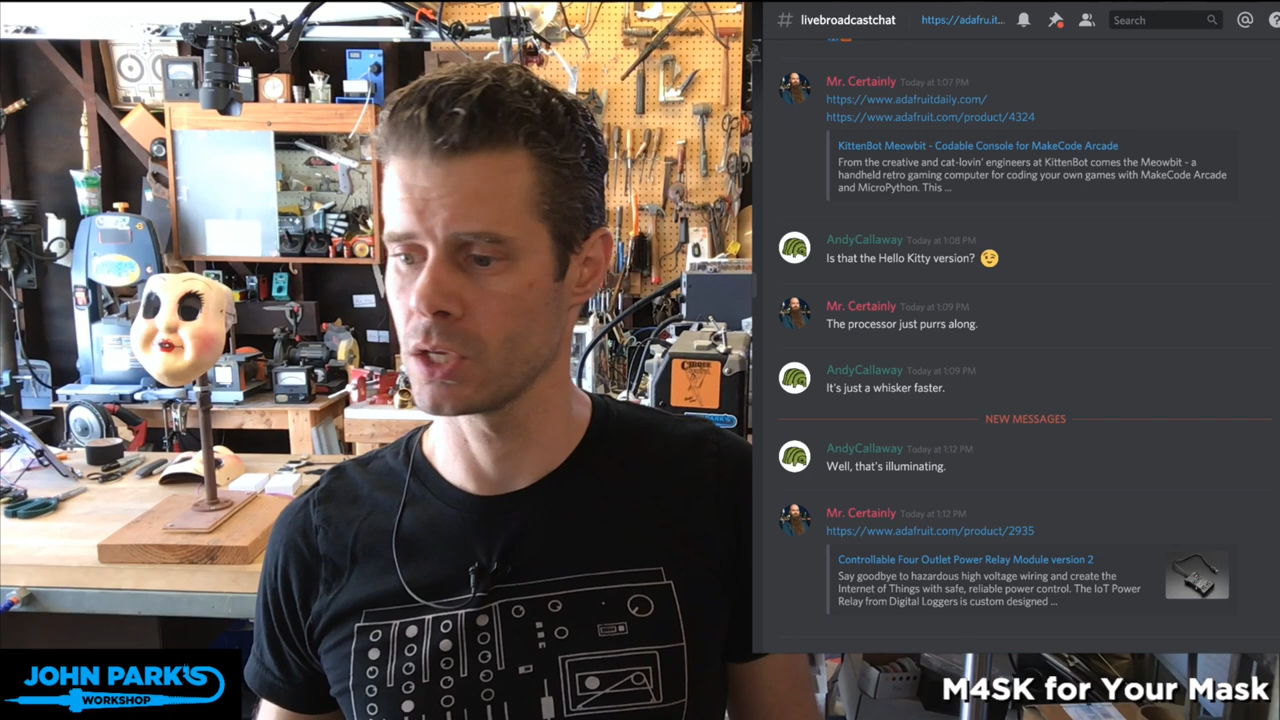 # livebroadcastchat
https://adafru.it...
Search
Mr. Certainly Today at 1:07 PM
https://www.adafruitdaily.com/
https://www.adafruit.com/product/4324
KittenBot Meowbit - Codable Console for MakeCode Arcade
From the creative and cat-lovin' engineers at KittenBot comes the Meowbit - a
handheld retro gaming computer for coding your own games with MakeCode Arcade
and MicroPython. This ...
AndyCallaway Today at 1:08 PM
Is that the Hello Kitty version? 😉
Mr. Certainly Today at 1:09 PM
The processor just purrs along.
AndyCallaway Today at 1:09 PM
It's just a whisker faster.
NEW MESSAGES
AndyCallaway Today at 1:12 PM
Well, that's illuminating.
Mr. Certainly Today at 1:12 PM
https://www.adafruit.com/product/2935
Controllable Four Outlet Power Relay Module version 2
Say goodbye to hazardous high voltage wiring and create the
Internet of Things with safe, reliable power control. The IoT Power
Relay from Digital Loggers is custom designed ...
JOHN PARK'S
WORKSHOP
M4SK for Your Mask